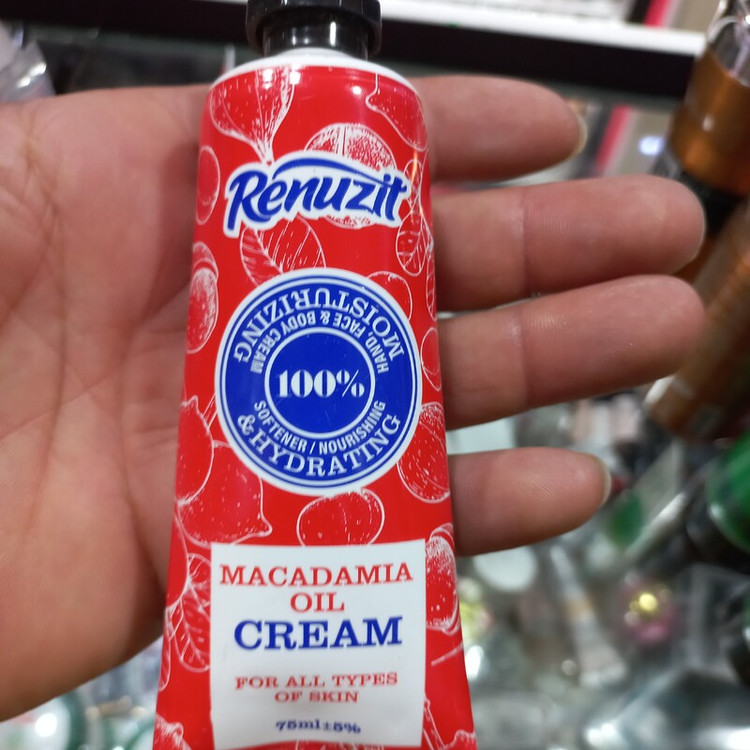 Renuzit
MOISTURIZING
HAND, FACE & BODY CREAM
100%
SOFTENER / NOURISHING
& HYDRATING
MACADAMIA
OIL
CREAM
FOR ALL TYPES
OF SKIN
75ml±5%